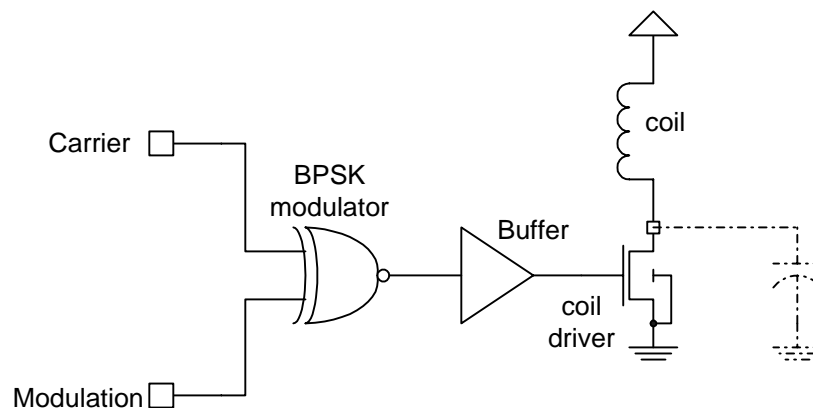 Carrier
BPSK
modulator
coil
Buffer
coil
driver
Modulation